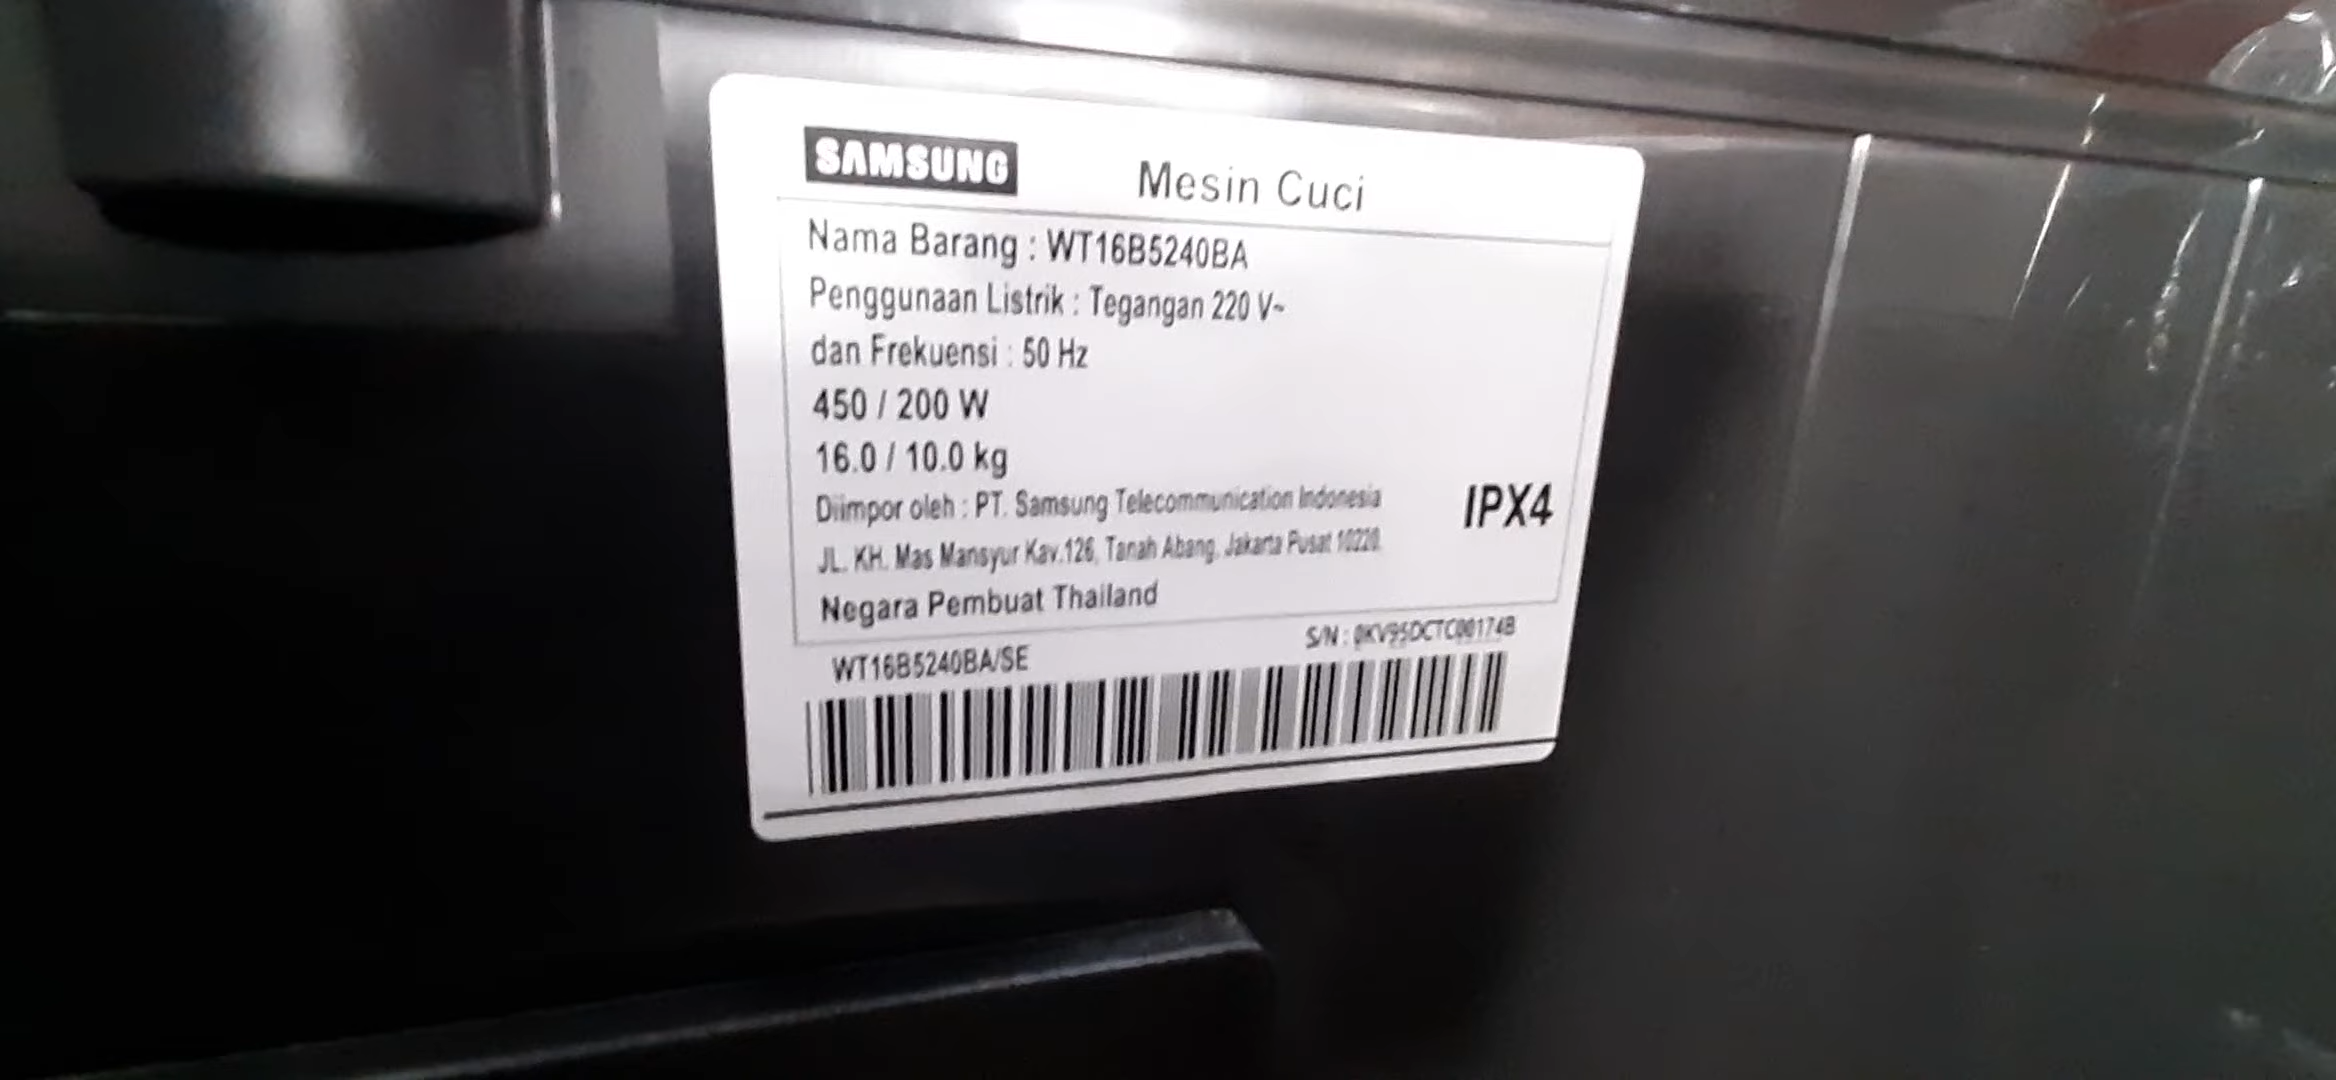 SAMSUNG Mesin Cuci
Nama Barang : WT16B5240BA
Penggunaan Listrik : Tegangan 220 V~
dan Frekuensi : 50 Hz
450 / 200 W
16.0 / 10.0 kg
Diimpor oleh : PT. Samsung Telecommunication Indonesia
IPX4
JL. KH. Mas Mansyur Kav.126, Tanah Abang, Jakarta Pusat 10220.
Negara Pembuat Thailand
WT16B5240BA/SE
S/N :